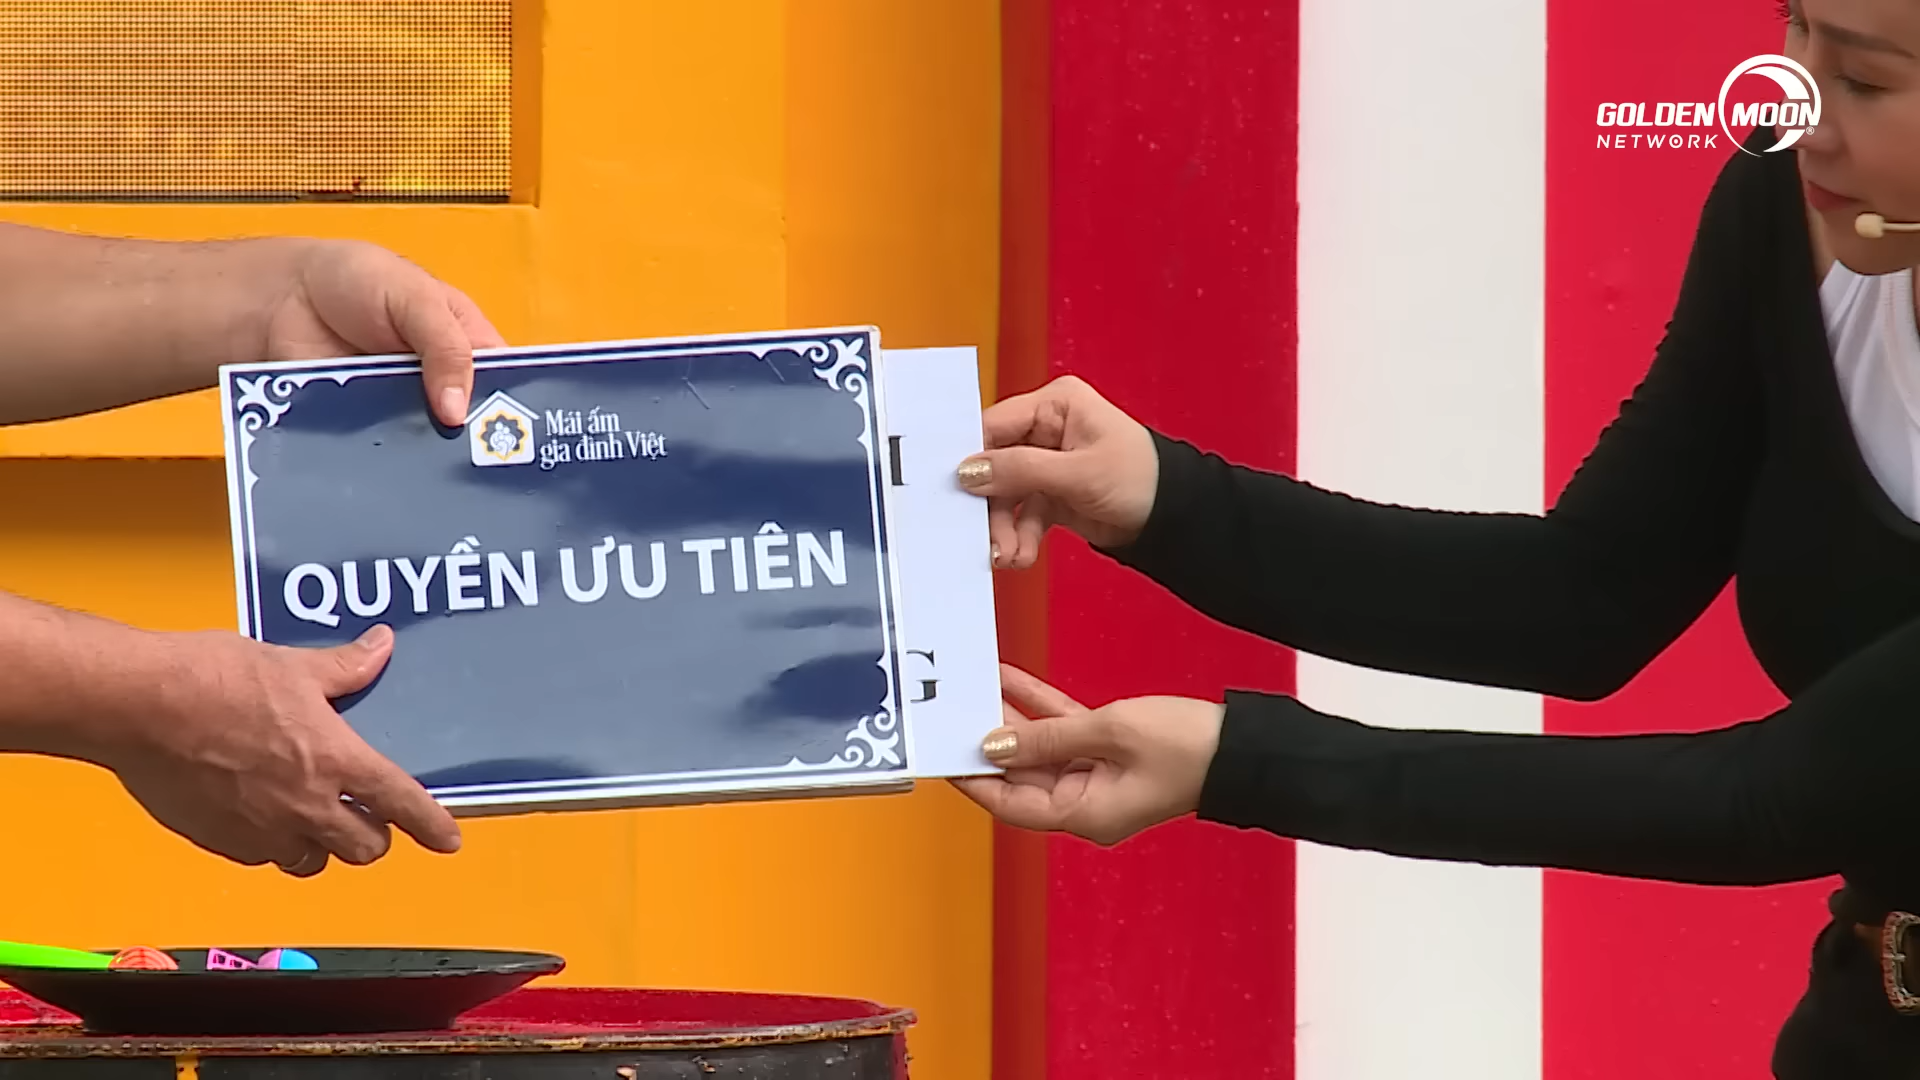 GOLDEN MOON
NETWORK
Mái ấm
gia đình Việt
QUYỀN ƯU TIÊN
G